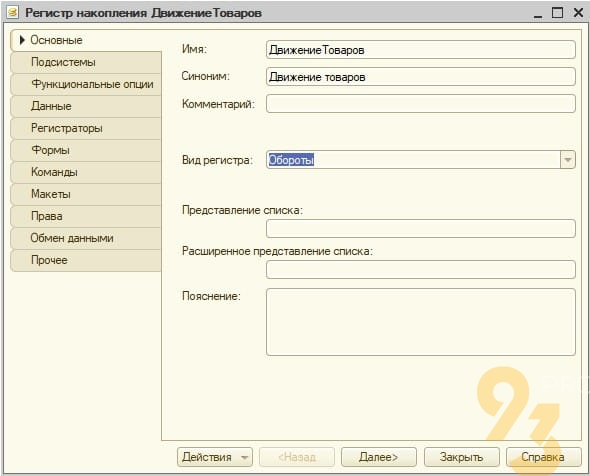 Регистр накопления ДвижениеТоваров
Основные
Подсистемы
Функциональные опции
Данные
Регистраторы
Формы
Команды
Макеты
Права
Обмен данными
Прочее
Имя: ДвижениеТоваров
Синоним: Движение товаров
Комментарий:
Вид регистра: Обороты
Представление списка:
Расширенное представление списка:
Пояснение:
Действия <Назад Далее> Закрыть Справка
93